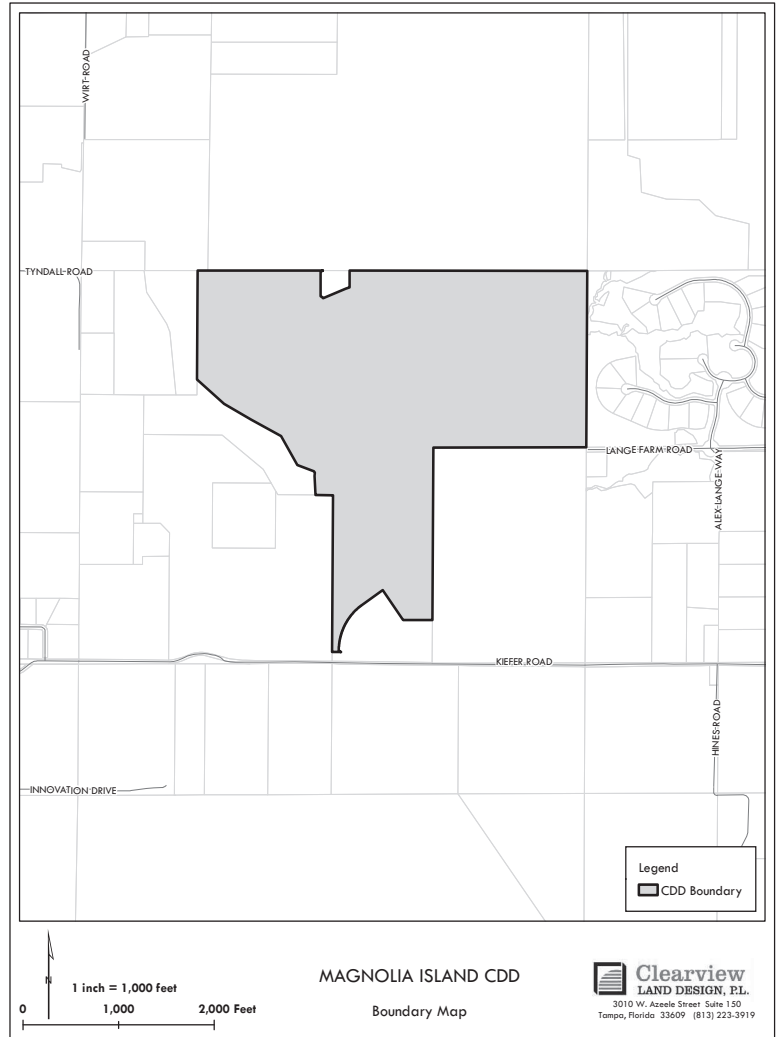 WIRT ROAD
TYNDALL ROAD
LANGE FARM ROAD
ALEX LANGE WAY
KIEFER ROAD
HINES ROAD
INNOVATION DRIVE
Legend
CDD Boundary
N
1 inch = 1,000 feet
0 1,000 2,000 Feet
MAGNOLIA ISLAND CDD
Boundary Map
Clearview
LAND DESIGN, P.L.
3010 W. Azeele Street Suite 150
Tampa, Florida 33609 (813) 223-3919